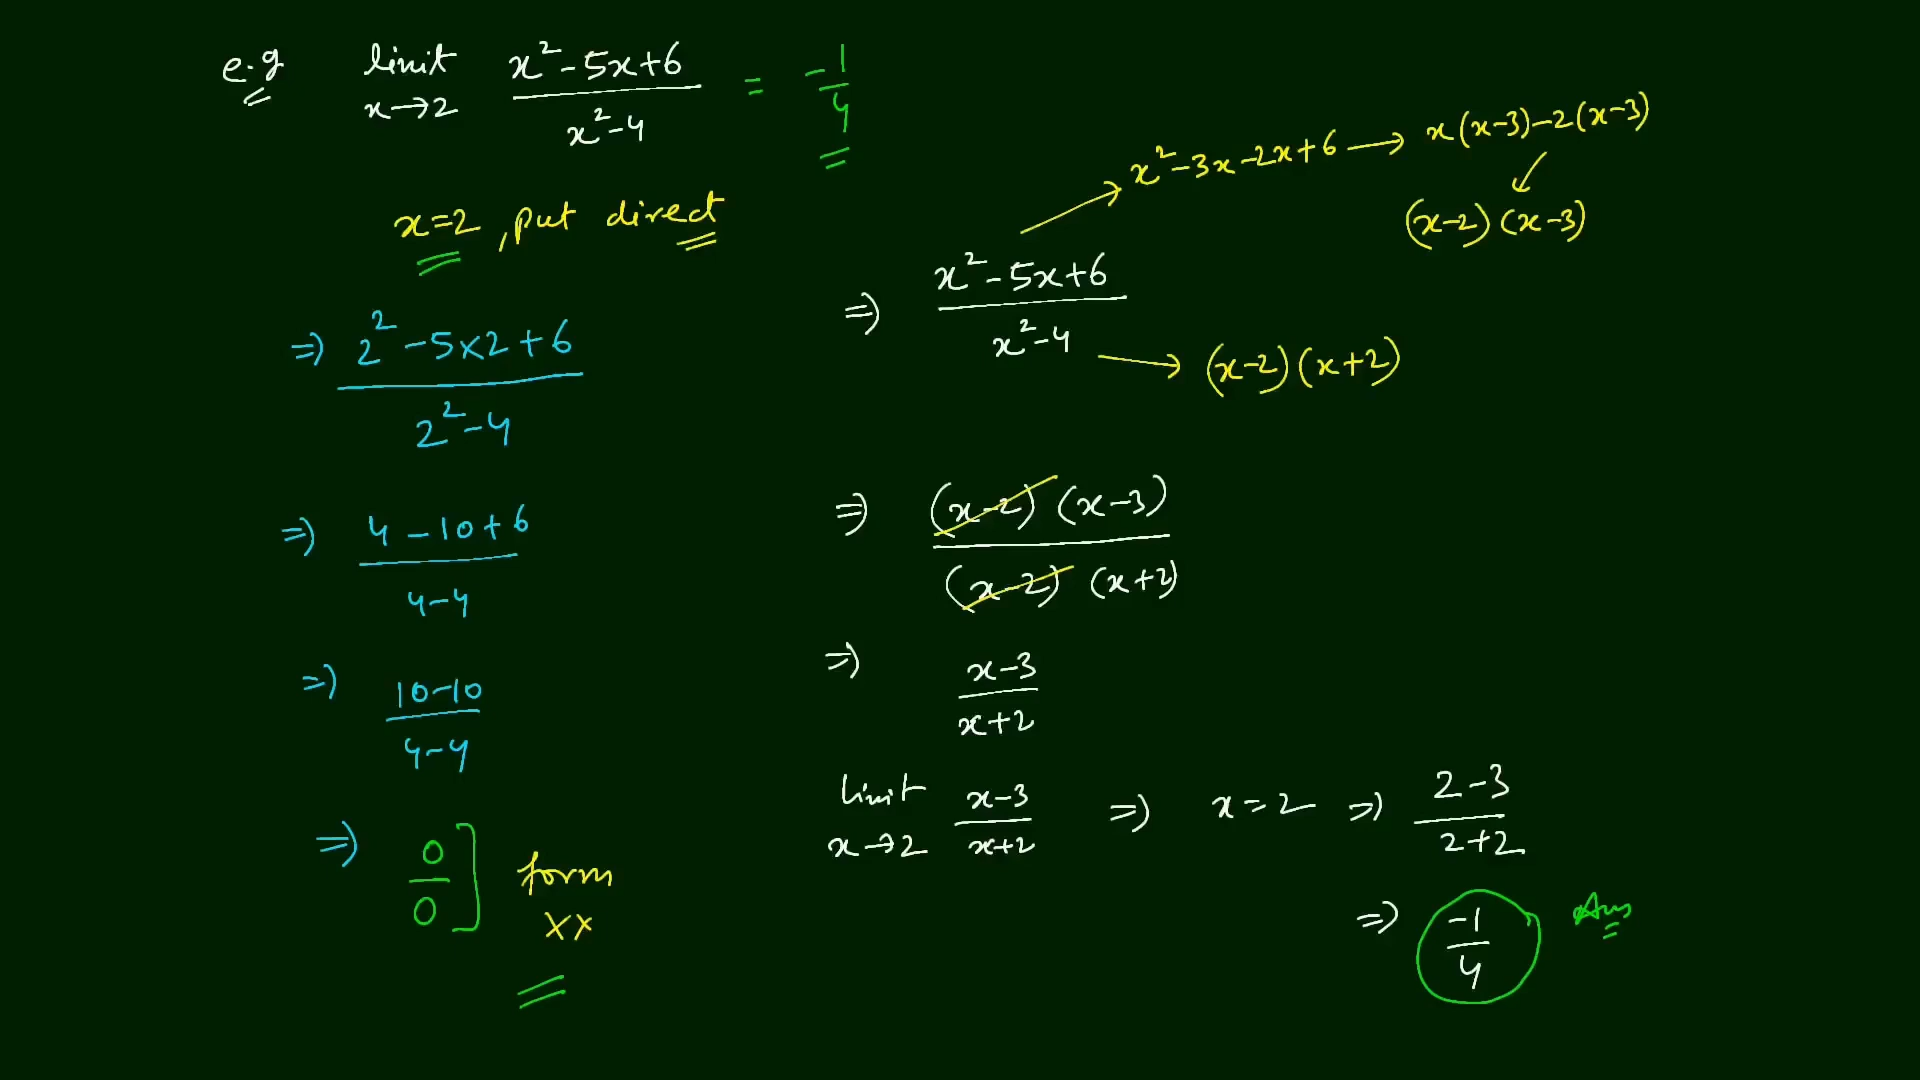 e.g limit x→2 x²-5x+6 / x²-4 = -1/4
x=2, put direct
⇒ 2²-5x2+6 / 2²-4
⇒ 4-10+6 / 4-4
⇒ 10-10 / 4-4
⇒ 0/0] form
XX
x²-3x-2x+6 → x(x-3)-2(x-3)
(x-2)(x-3)
⇒ x²-5x+6 / x²-4 → (x-2)(x+2)
⇒ (x-2)(x-3) / (x-2)(x+2)
⇒ x-3 / x+2
limit x→2 x-3 / x+2 ⇒ x=2 ⇒ 2-3 / 2+2
⇒ -1/4 Ans